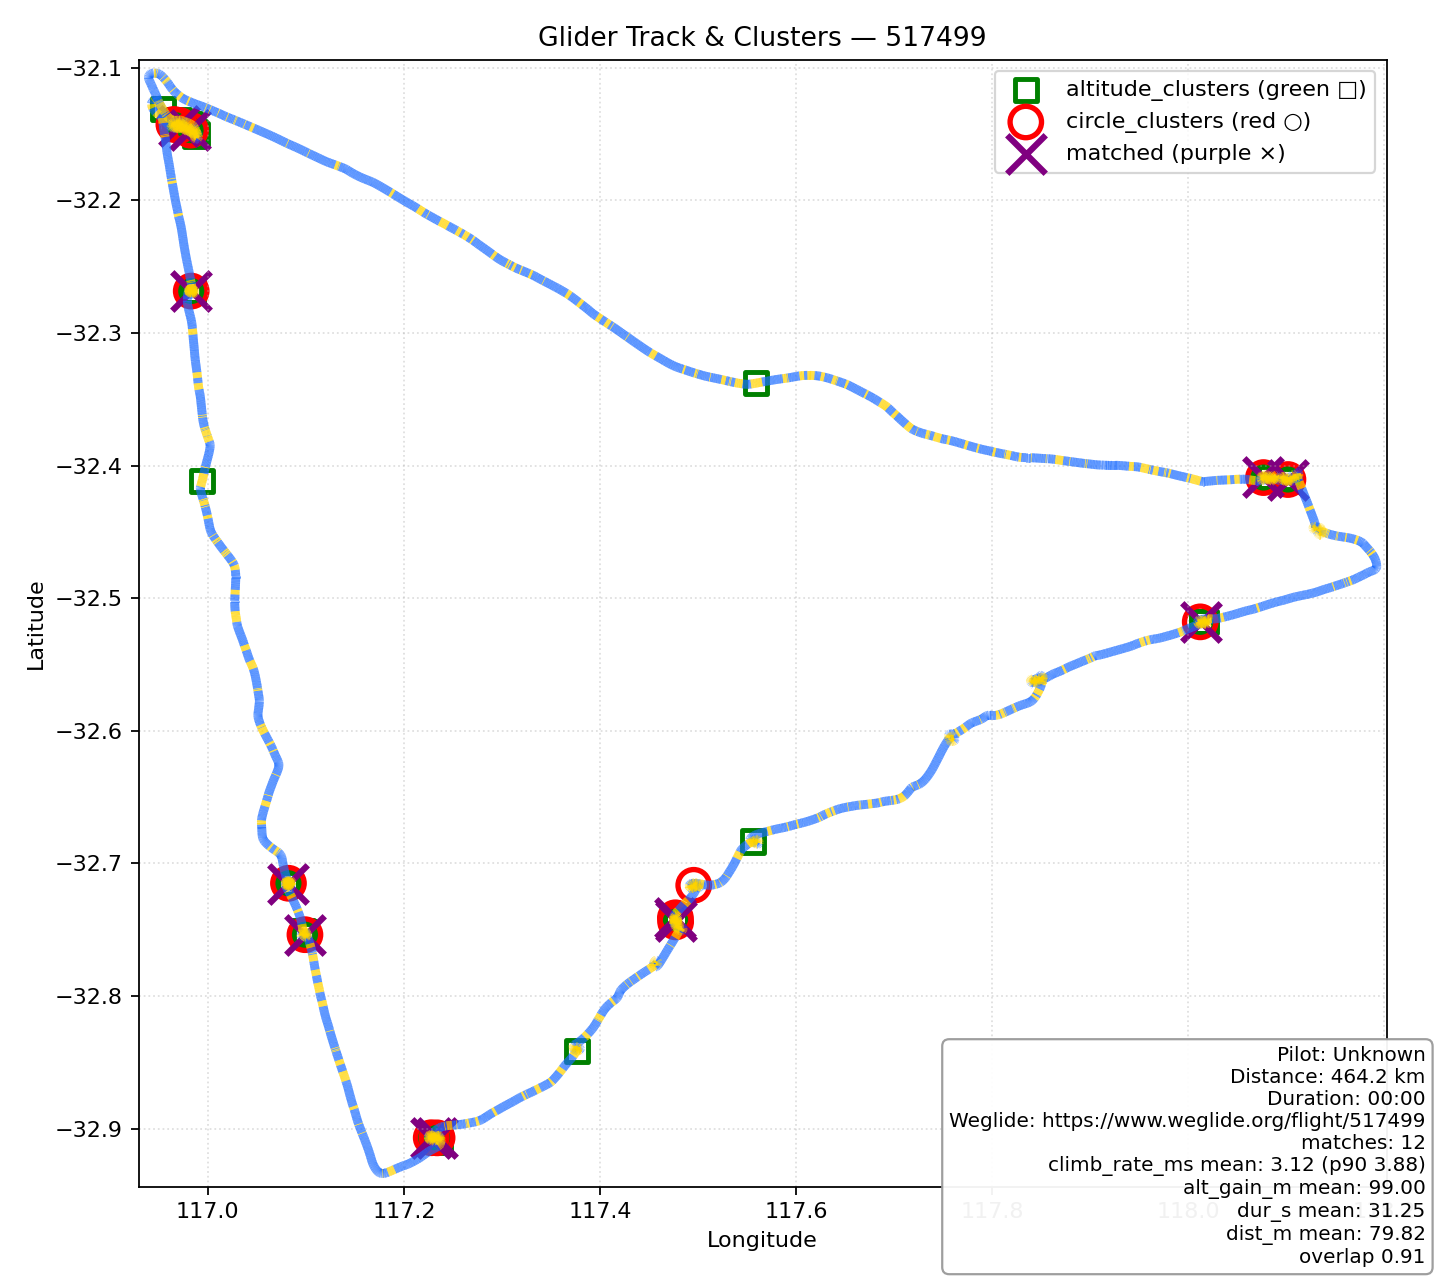 Glider Track & Clusters — 517499
altitude_clusters (green □)
circle_clusters (red ○)
matched (purple ×)
Latitude
−32.1
−32.2
−32.3
−32.4
−32.5
−32.6
−32.7
−32.8
−32.9
117.0
117.2
117.4
117.6
117.8
118.0
Longitude
Pilot: Unknown
Distance: 464.2 km
Duration: 00:00
Weglide: https://www.weglide.org/flight/517499
matches: 12
climb_rate_ms mean: 3.12 (p90 3.88)
alt_gain_m mean: 99.00
dur_s mean: 31.25
dist_m mean: 79.82
overlap 0.91